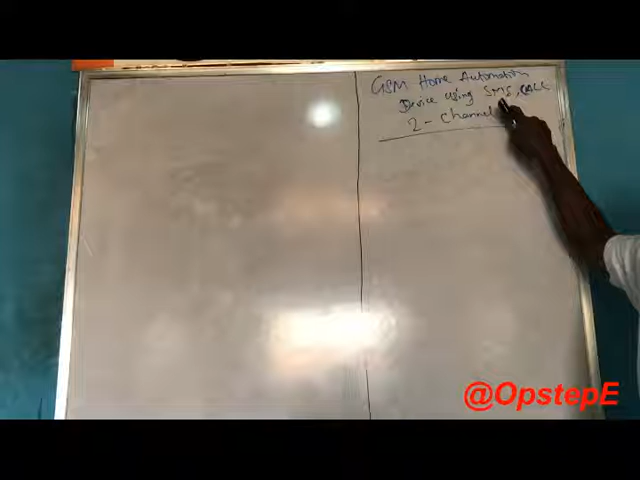 GSM Home Automation
Device Using SMS, CALL
2 - Channel
@OpstepE